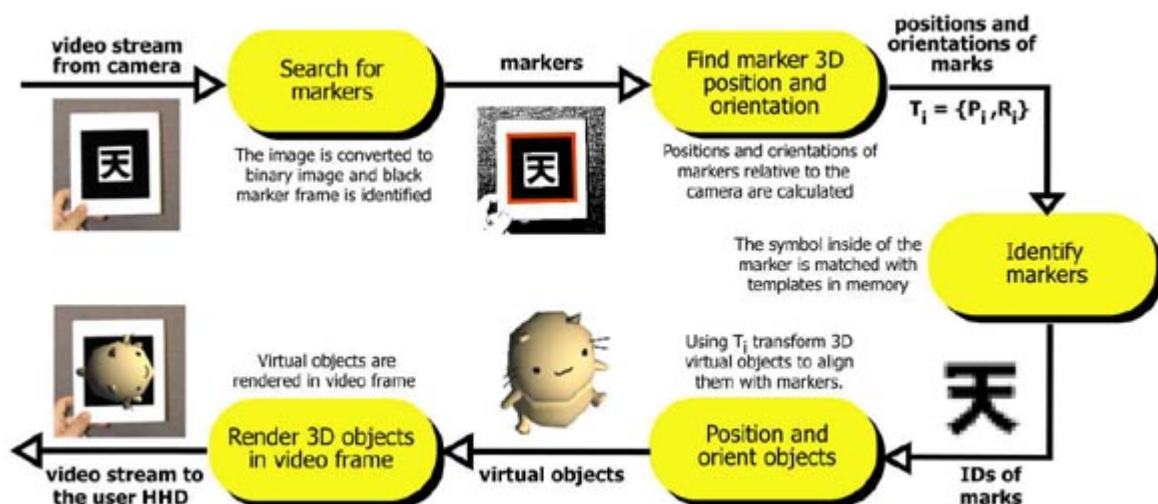 video stream
from camera
Search for
markers
The image is converted to
binary image and black
marker frame is identified
天
markers
天
Find marker 3D
position and
orientation
Positions and orientations of
markers relative to the
camera are calculated
positions and
orientations of
marks
Ti = {Pi,Ri}
Identify
markers
The symbol inside of the
marker is matched with
templates in memory
天
IDs of
marks
Using Ti transform 3D
virtual objects to align
them with markers.
Position and
orient objects
virtual objects
Virtual objects are
rendered in video frame
Render 3D objects
in video frame
video stream to
the user HHD